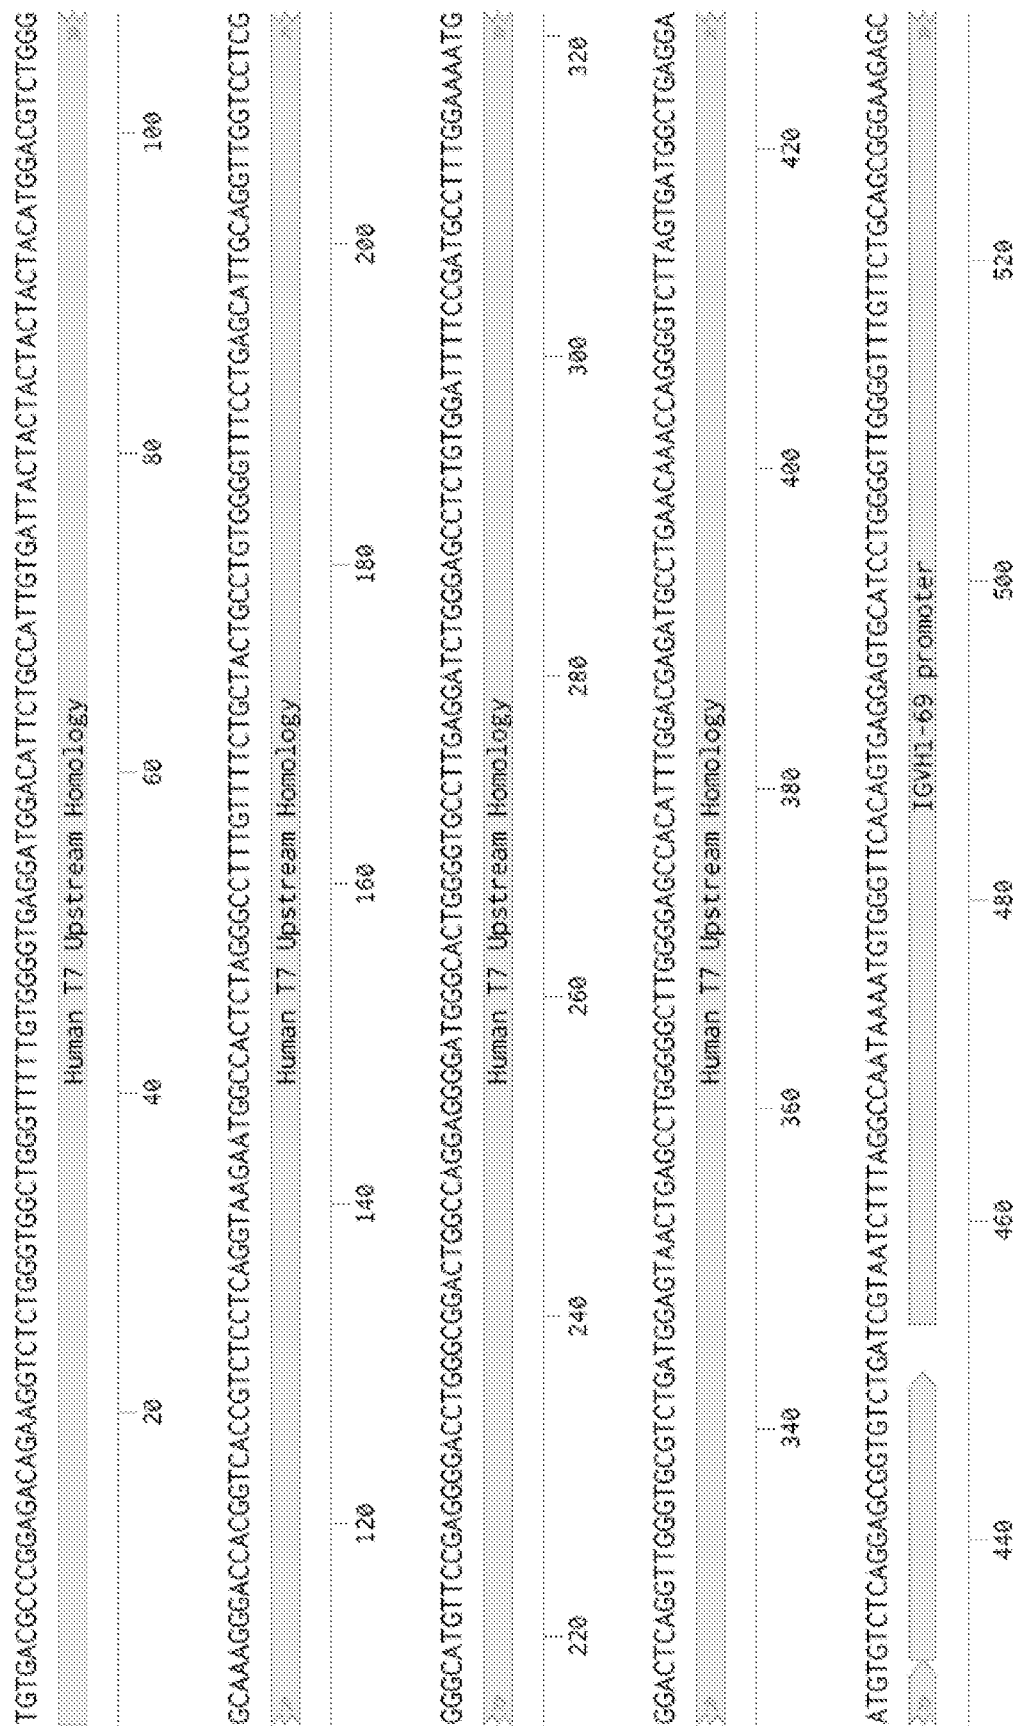 TGTGACGCCCGGAGACAGAAGGTCTCTGGGTGGCTGGGTTTTTGTGGGGTGAGGATGGACATTCTGCCATTGTGATTACTACTACTACTACTACATGGACGTCTGGG
Human T7 Upstream Homology
20 40 60 80 100
GCAAAGGGACCACGGTCACCGTCTCCTCAGGTAAGAATGGCCACTCTAGGGCCTTTGTTTTCTGCTACTGCCTGTGGGGTTTCCTGAGCATTGCAGGTTGGTCCTCG
Human T7 Upstream Homology
120 140 160 180 200
GGGCATGTTCCGAGGGGACCTGGGCGGACTGGCCAGGAGGGGATGGGCACTGGGGTGCCTTGAGGATCTGGGAGCCTCTGTGGATTTTCCGATGCCTTTGGAAAATG
Human T7 Upstream Homology
220 240 260 280 300 320
GGACTCAGGTTGGGTGCGTCTGATGGAGTAACTGAGCCTGGGGGCTTGGGGAGCCACATTTGGACGAGATGCCTGAACAAACCAGGGGTCTTAGTGATGGCTGAGGA
Human T7 Upstream Homology
340 360 380 400 420
ATGTGTCTCAGGAGCGGTGTCTGATCGTAATCTTTAGGCCAATAAAATGTGGGTTCACAGTGAGGAGTGCATCCTGGGGTTGGGGTTTGTTCTGCAGCGGGAAGAGC
IGvH1-69 promoter
440 460 480 500 520